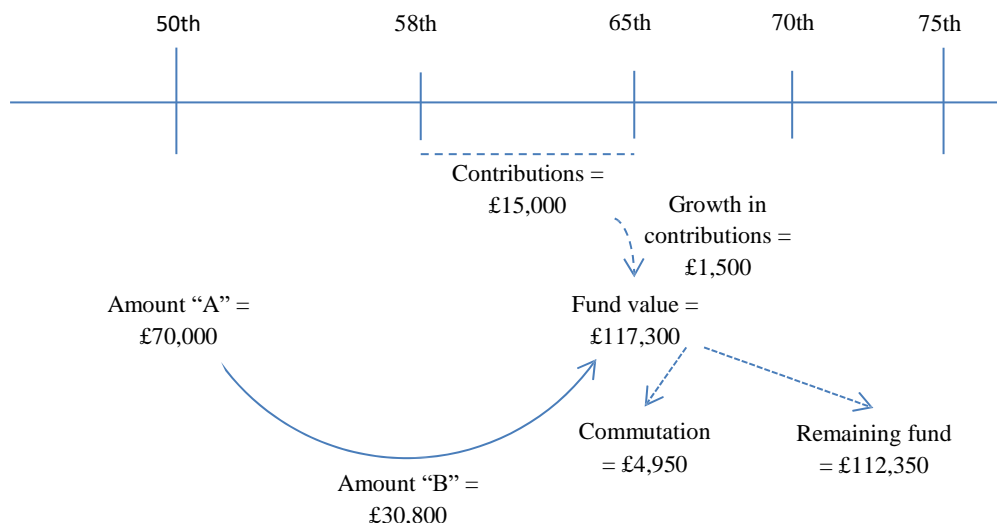 50th 58th 65th 70th 75th
Contributions =
£15,000
Growth in
contributions =
£1,500
Amount “A” =
£70,000
Fund value =
£117,300
Commutation
= £4,950
Remaining fund
= £112,350
Amount “B” =
£30,800